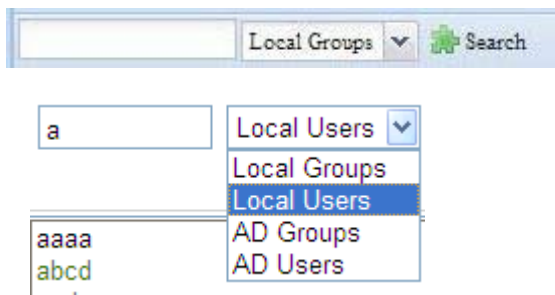 Local Groups Search
a Local Users
Local Groups
Local Users
AD Groups
AD Users
aaaa
abcd